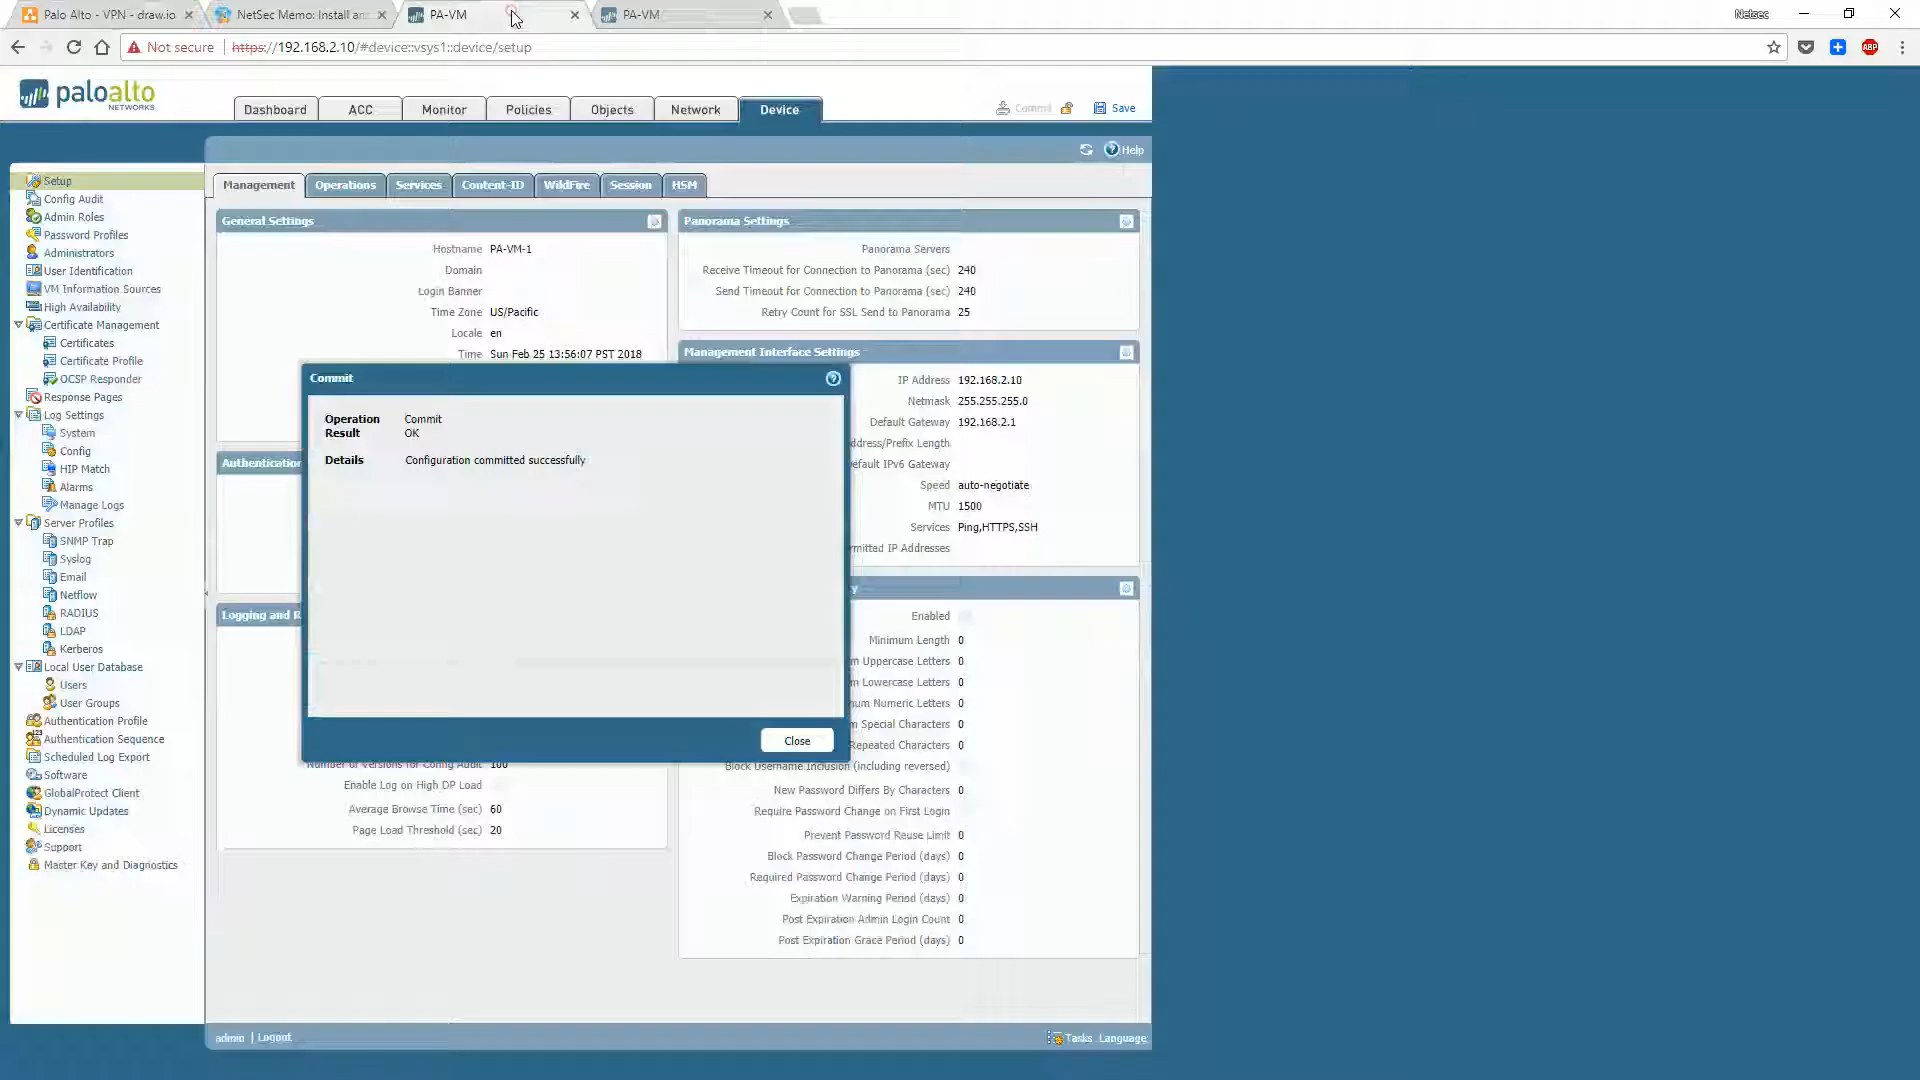 Palo Alto - VPN - draw.io
NetSec Memo: Install an
PA-VM
PA-VM
Netsec
Not secure
https://192.168.2.10/#device::vsys1::device/setup
ABP
paloalto
NETWORKS
Dashboard
ACC
Monitor
Policies
Objects
Network
Device
Commit
Save
Help
Setup
Config Audit
Admin Roles
Password Profiles
Administrators
User Identification
VM Information Sources
High Availability
Certificate Management
Certificates
Certificate Profile
OCSP Responder
Response Pages
Log Settings
System
Config
HIP Match
Alarms
Manage Logs
Server Profiles
SNMP Trap
Syslog
Email
Netflow
RADIUS
LDAP
Kerberos
Local User Database
Users
User Groups
Authentication Profile
Authentication Sequence
Scheduled Log Export
Software
GlobalProtect Client
Dynamic Updates
Licenses
Support
Master Key and Diagnostics
Management
Operations
Services
Content-ID
WildFire
Session
HSM
General Settings
Hostname PA-VM-1
Domain
Login Banner
Time Zone US/Pacific
Locale en
Time Sun Feb 25 13:56:07 PST 2018
Authentication
Logging and R
Number of Versions for Config Audit 100
Enable Log on High DP Load
Average Browse Time (sec) 60
Page Load Threshold (sec) 20
Commit
Operation Commit
Result OK
Details Configuration committed successfully
Close
Panorama Settings
Panorama Servers
Receive Timeout for Connection to Panorama (sec) 240
Send Timeout for Connection to Panorama (sec) 240
Retry Count for SSL Send to Panorama 25
Management Interface Settings
IP Address 192.168.2.10
Netmask 255.255.255.0
Default Gateway 192.168.2.1
ddress/Prefix Length
efault IPv6 Gateway
Speed auto-negotiate
MTU 1500
Services Ping,HTTPS,SSH
mitted IP Addresses
y
Enabled
Minimum Length 0
m Uppercase Letters 0
m Lowercase Letters 0
num Numeric Letters 0
m Special Characters 0
Repeated Characters 0
Block Username Inclusion (including reversed)
New Password Differs By Characters 0
Require Password Change on First Login
Prevent Password Reuse Limit 0
Block Password Change Period (days) 0
Required Password Change Period (days) 0
Expiration Warning Period (days) 0
Post Expiration Admin Login Count 0
Post Expiration Grace Period (days) 0
admin | Logout
Tasks Language